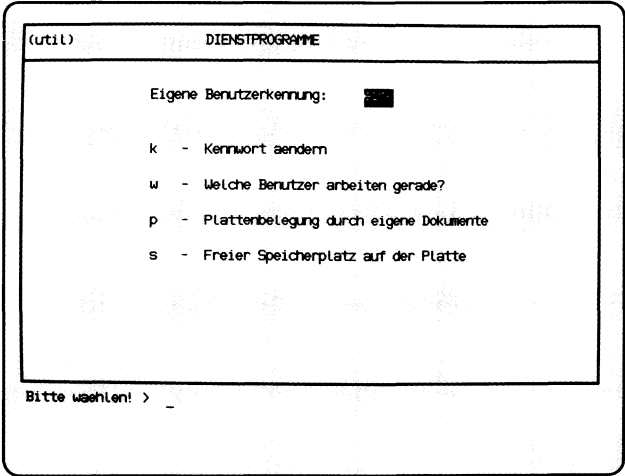 (util) DIENSTPROGRAMME
Eigene Benutzerkennung:
k - Kennwort aendern
w - Welche Benutzer arbeiten gerade?
p - Plattenbelegung durch eigene Dokumente
s - Freier Speicherplatz auf der Platte
Bitte waehlen! > _